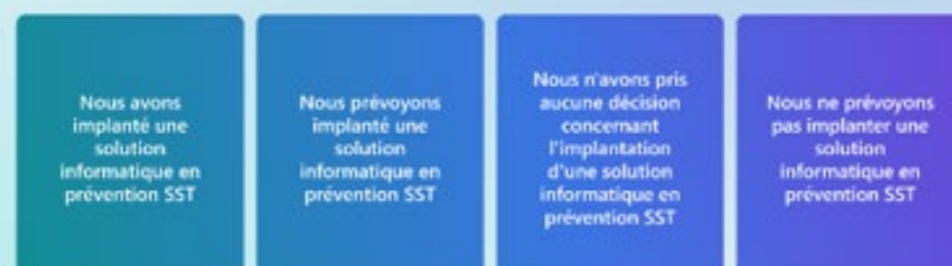 Nous avons
implanté une
solution
informatique en
prévention SST
Nous prévoyons
implanté une
solution
informatique en
prévention SST
Nous n'avons pris
aucune décision
concernant
l'implantation
d'une solution
informatique en
prévention SST
Nous ne prévoyons
pas implanter une
solution
informatique en
prévention SST